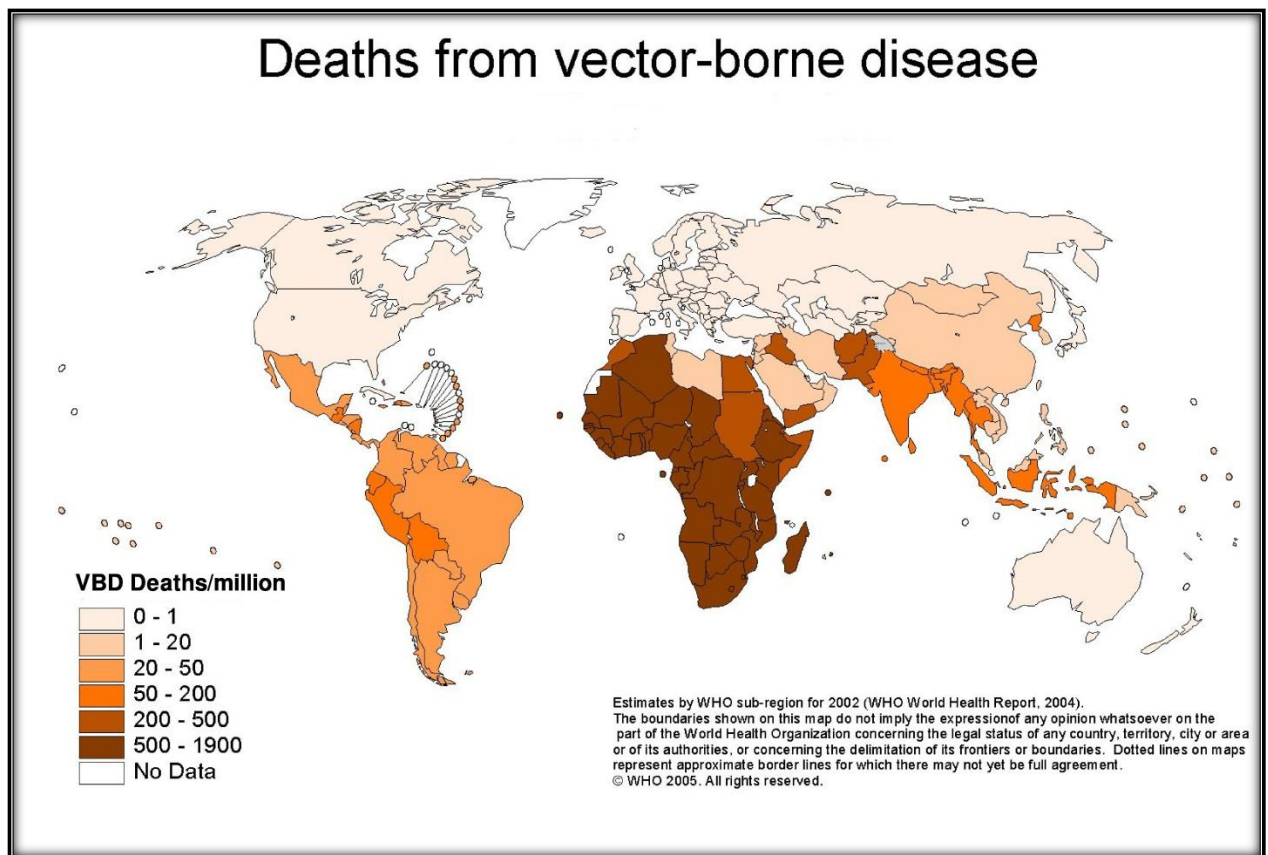 Deaths from vector-borne disease
VBD Deaths/million
0 - 1
1 - 20
20 - 50
50 - 200
200 - 500
500 - 1900
No Data
Estimates by WHO sub-region for 2002 (WHO World Health Report, 2004).
The boundaries shown on this map do not imply the expressionof any opinion whatsoever on the
part of the World Health Organization concerning the legal status of any country, territory, city or area
or of its authorities, or concerning the delimitation of its frontiers or boundaries. Dotted lines on maps
represent approximate border lines for which there may not yet be full agreement.
© WHO 2005. All rights reserved.